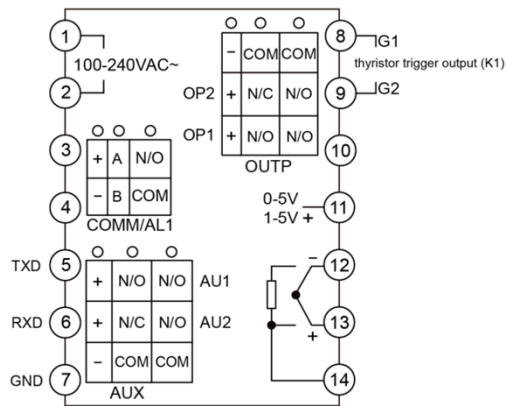 1
100-240VAC~
2
3
+ A N/O
4
− B COM
COMM/AL1
TXD 5
+ N/O N/O AU1
RXD 6
+ N/C N/O AU2
GND 7
− COM COM
AUX
− COM COM
OP2 + N/C N/O
OP1 + N/O N/O
OUTP
8 G1
thyristor trigger output (K1)
9 G2
10
0-5V
1-5V + 11
− 12
+ 13
14